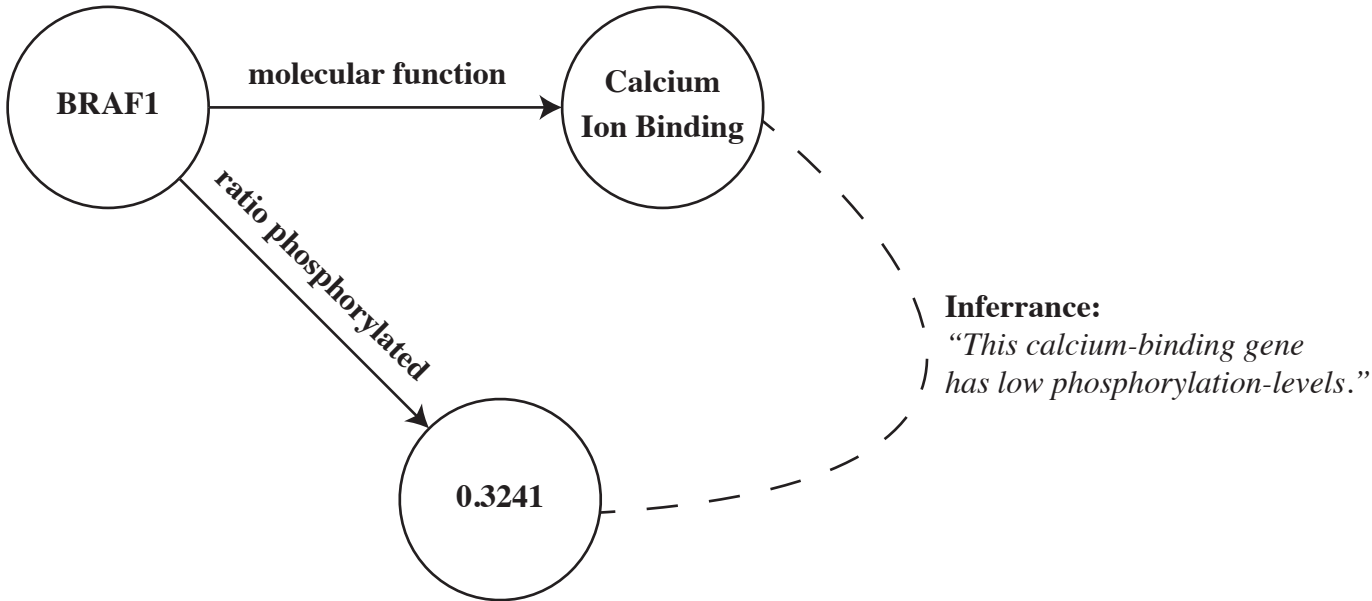 BRAF1
molecular function
Calcium
Ion Binding
ratio phosphorylated
Inferrance:
“This calcium-binding gene
has low phosphorylation-levels.”
0.3241